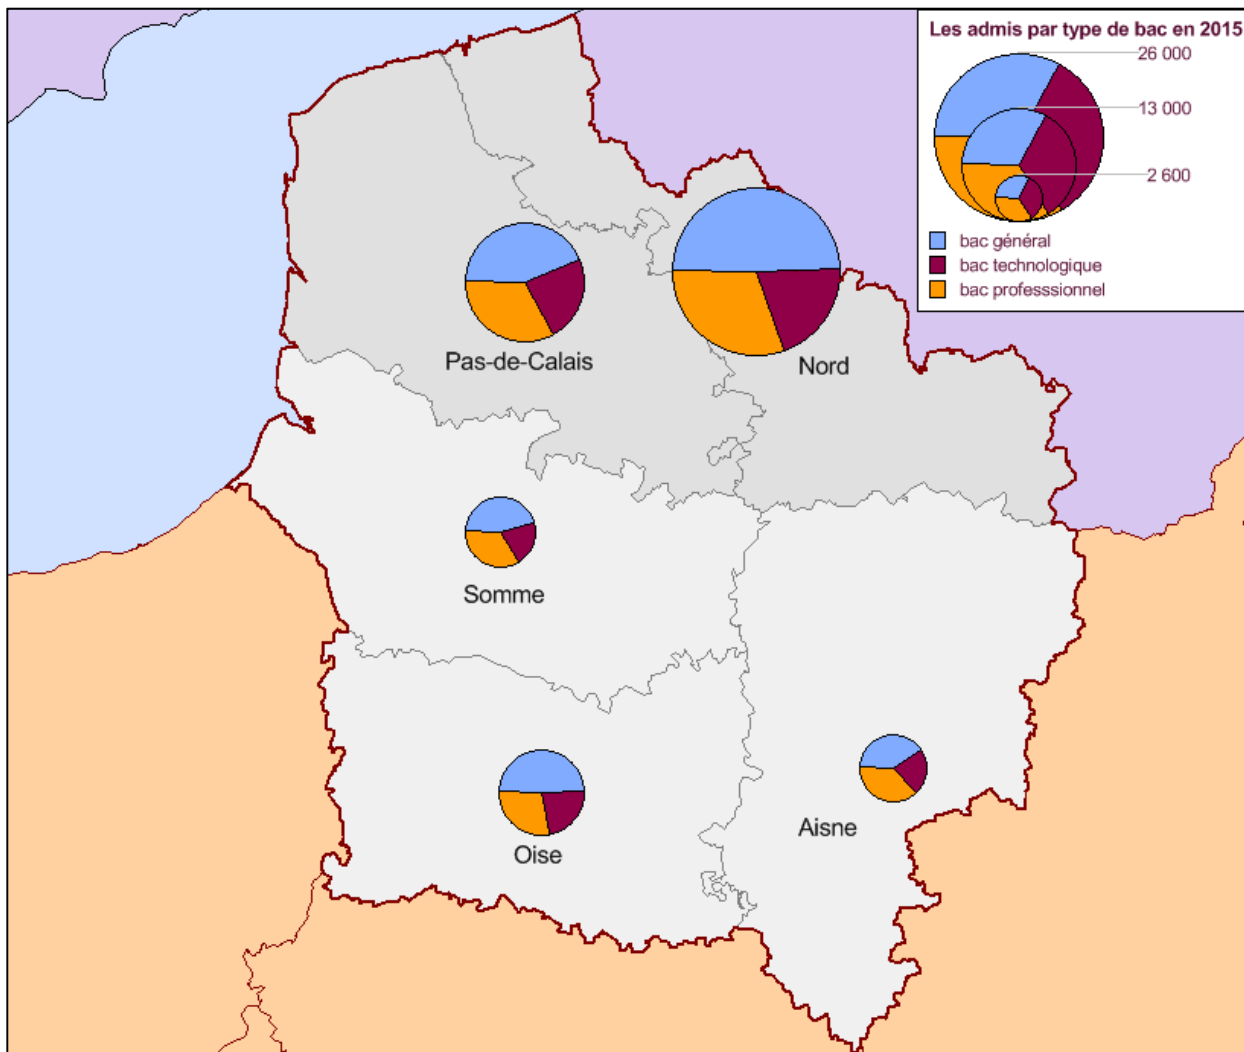 Les admis par type de bac en 2015
26 000
13 000
2 600
bac général
bac technologique
bac professsionnel
Pas-de-Calais
Nord
Somme
Oise
Aisne